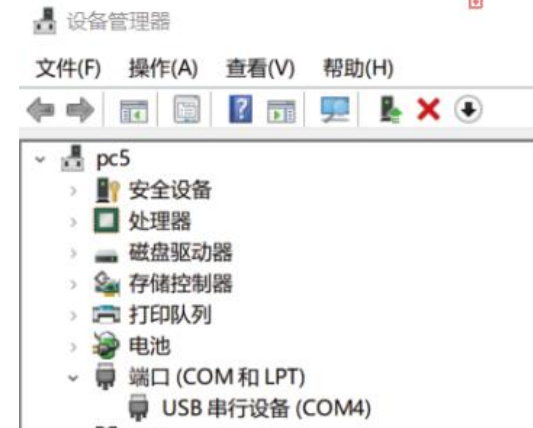 设备管理器
文件(F) 操作(A) 查看(V) 帮助(H)
pc5
安全设备
处理器
磁盘驱动器
存储控制器
打印队列
电池
端口 (COM 和 LPT)
USB 串行设备 (COM4)